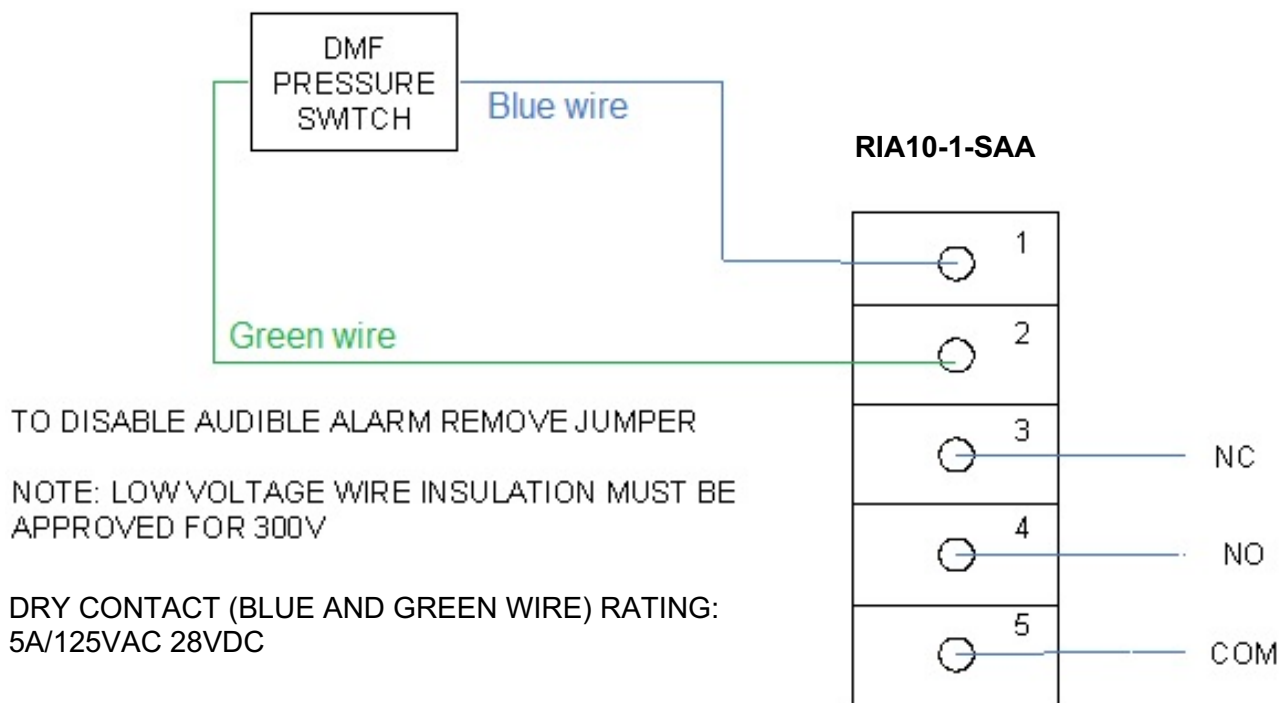 DMF
PRESSURE
SWITCH
Blue wire
RIA10-1-SAA
1
Green wire
2
TO DISABLE AUDIBLE ALARM REMOVE JUMPER
3
NC
NOTE: LOW VOLTAGE WIRE INSULATION MUST BE
APPROVED FOR 300V
4
NO
DRY CONTACT (BLUE AND GREEN WIRE) RATING:
5A/125VAC 28VDC
5
COM